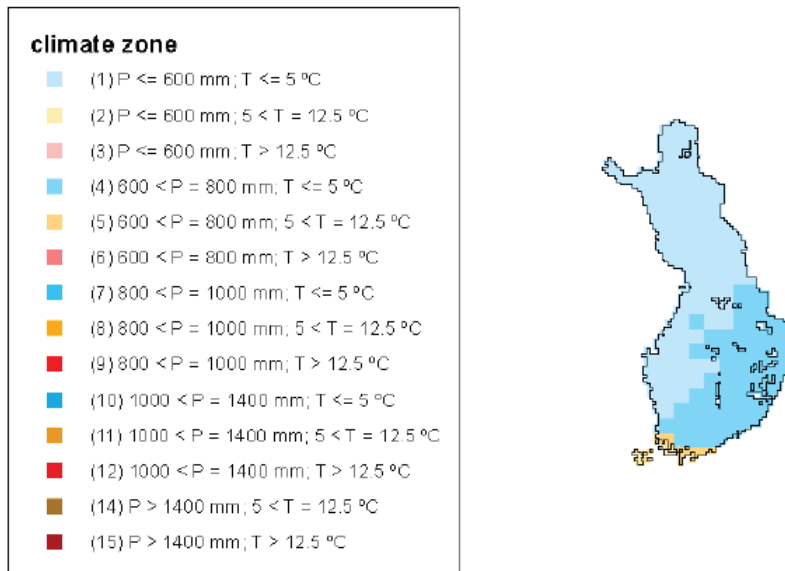 climate zone
(1) P <= 600 mm; T <= 5 ºC
(2) P <= 600 mm; 5 < T = 12.5 ºC
(3) P <= 600 mm; T > 12.5 ºC
(4) 600 < P = 800 mm; T <= 5 ºC
(5) 600 < P = 800 mm; 5 < T = 12.5 ºC
(6) 600 < P = 800 mm; T > 12.5 ºC
(7) 800 < P = 1000 mm; T <= 5 ºC
(8) 800 < P = 1000 mm; 5 < T = 12.5 ºC
(9) 800 < P = 1000 mm; T > 12.5 ºC
(10) 1000 < P = 1400 mm; T <= 5 ºC
(11) 1000 < P = 1400 mm; 5 < T = 12.5 ºC
(12) 1000 < P = 1400 mm; T > 12.5 ºC
(14) P > 1400 mm; 5 < T = 12.5 ºC
(15) P > 1400 mm; T > 12.5 ºC